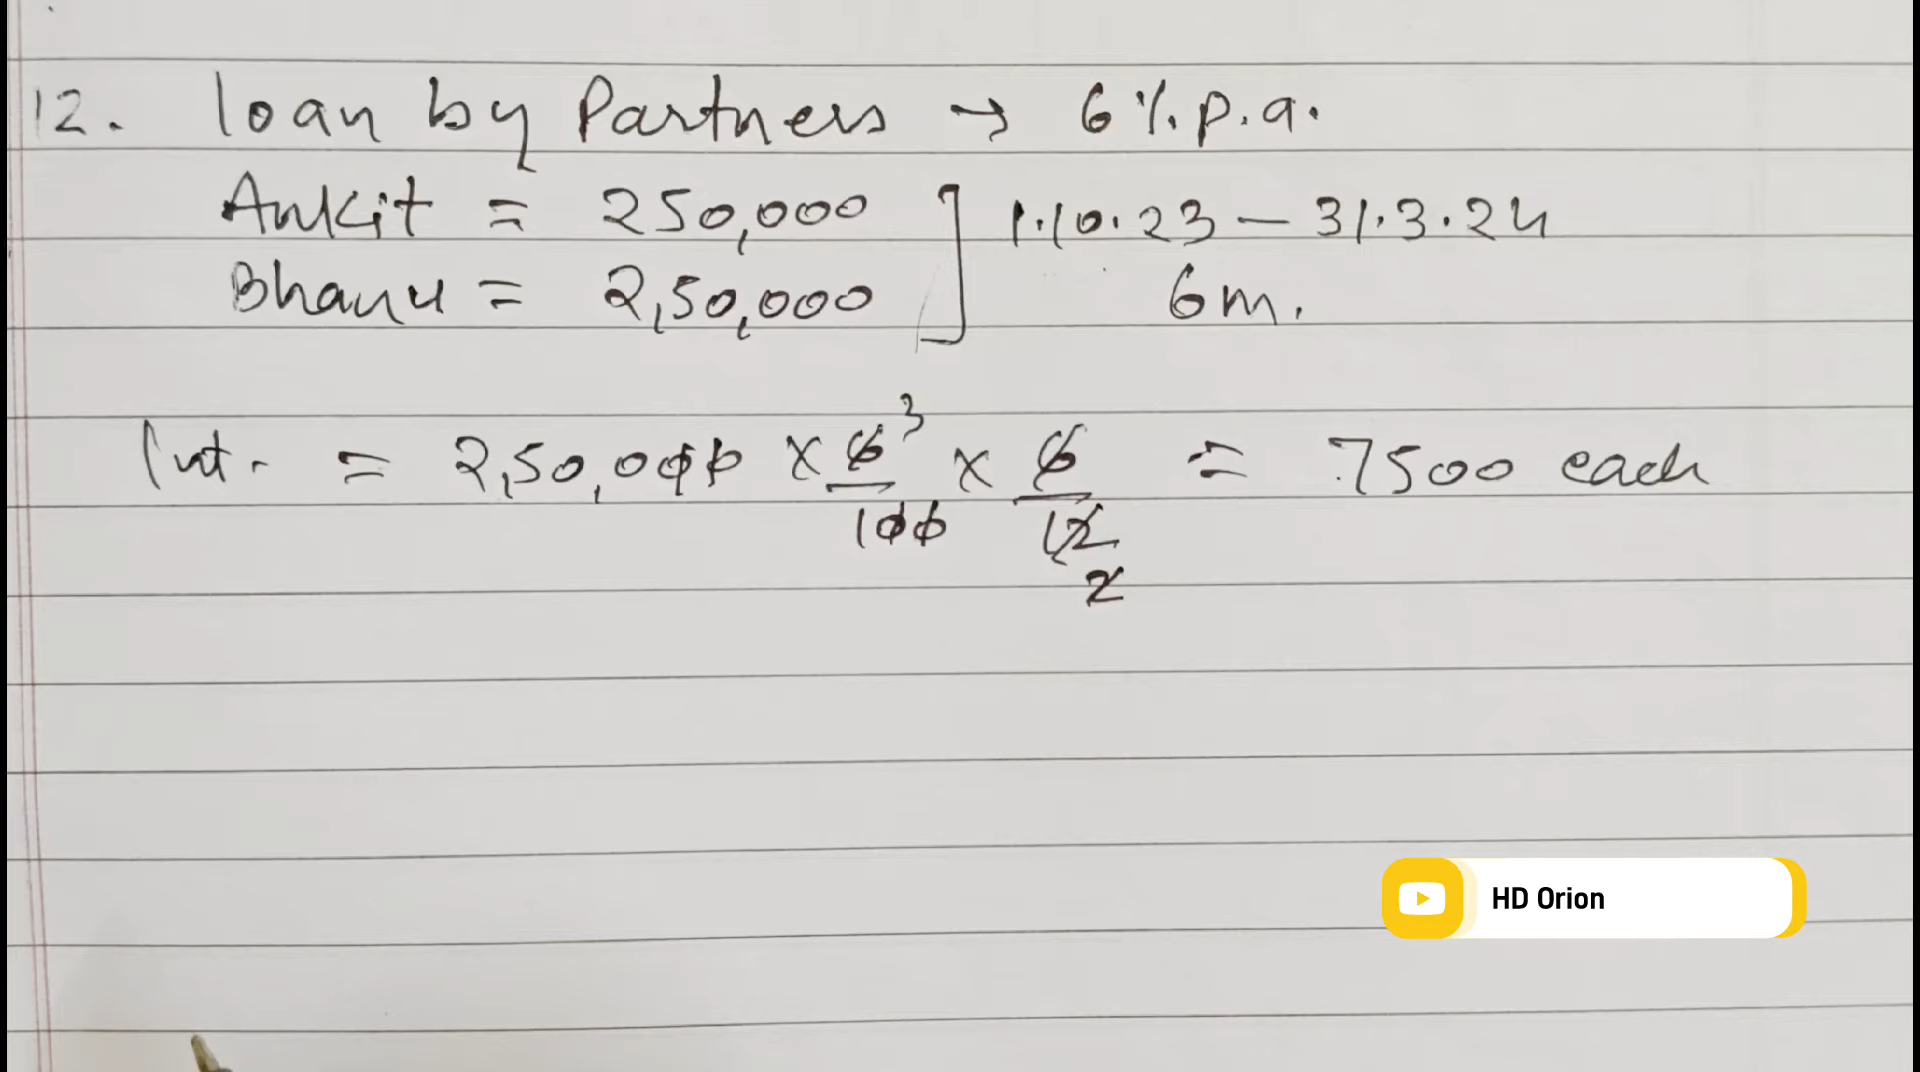 12. loan by Partners → 6%.p.a.
Ankit = 250,000 ] 1.10.23 – 31.3.24
Bhanu = 2,50,000 6m.
Int. = 2,50,000 × 6/100 × 6/12 = 7500 each
3
2
HD Orion